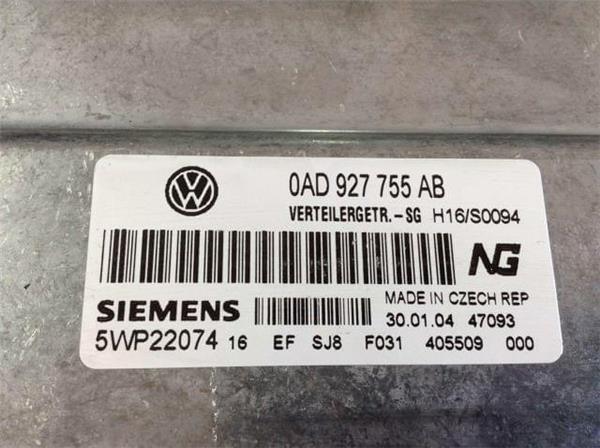 VW
0AD 927 755 AB
VERTEILERGETR.-SG H16/S0094
NG
SIEMENS
MADE IN CZECH REP
30.01.04 47093
5WP22074 16 EF SJ8 F031 405509 000